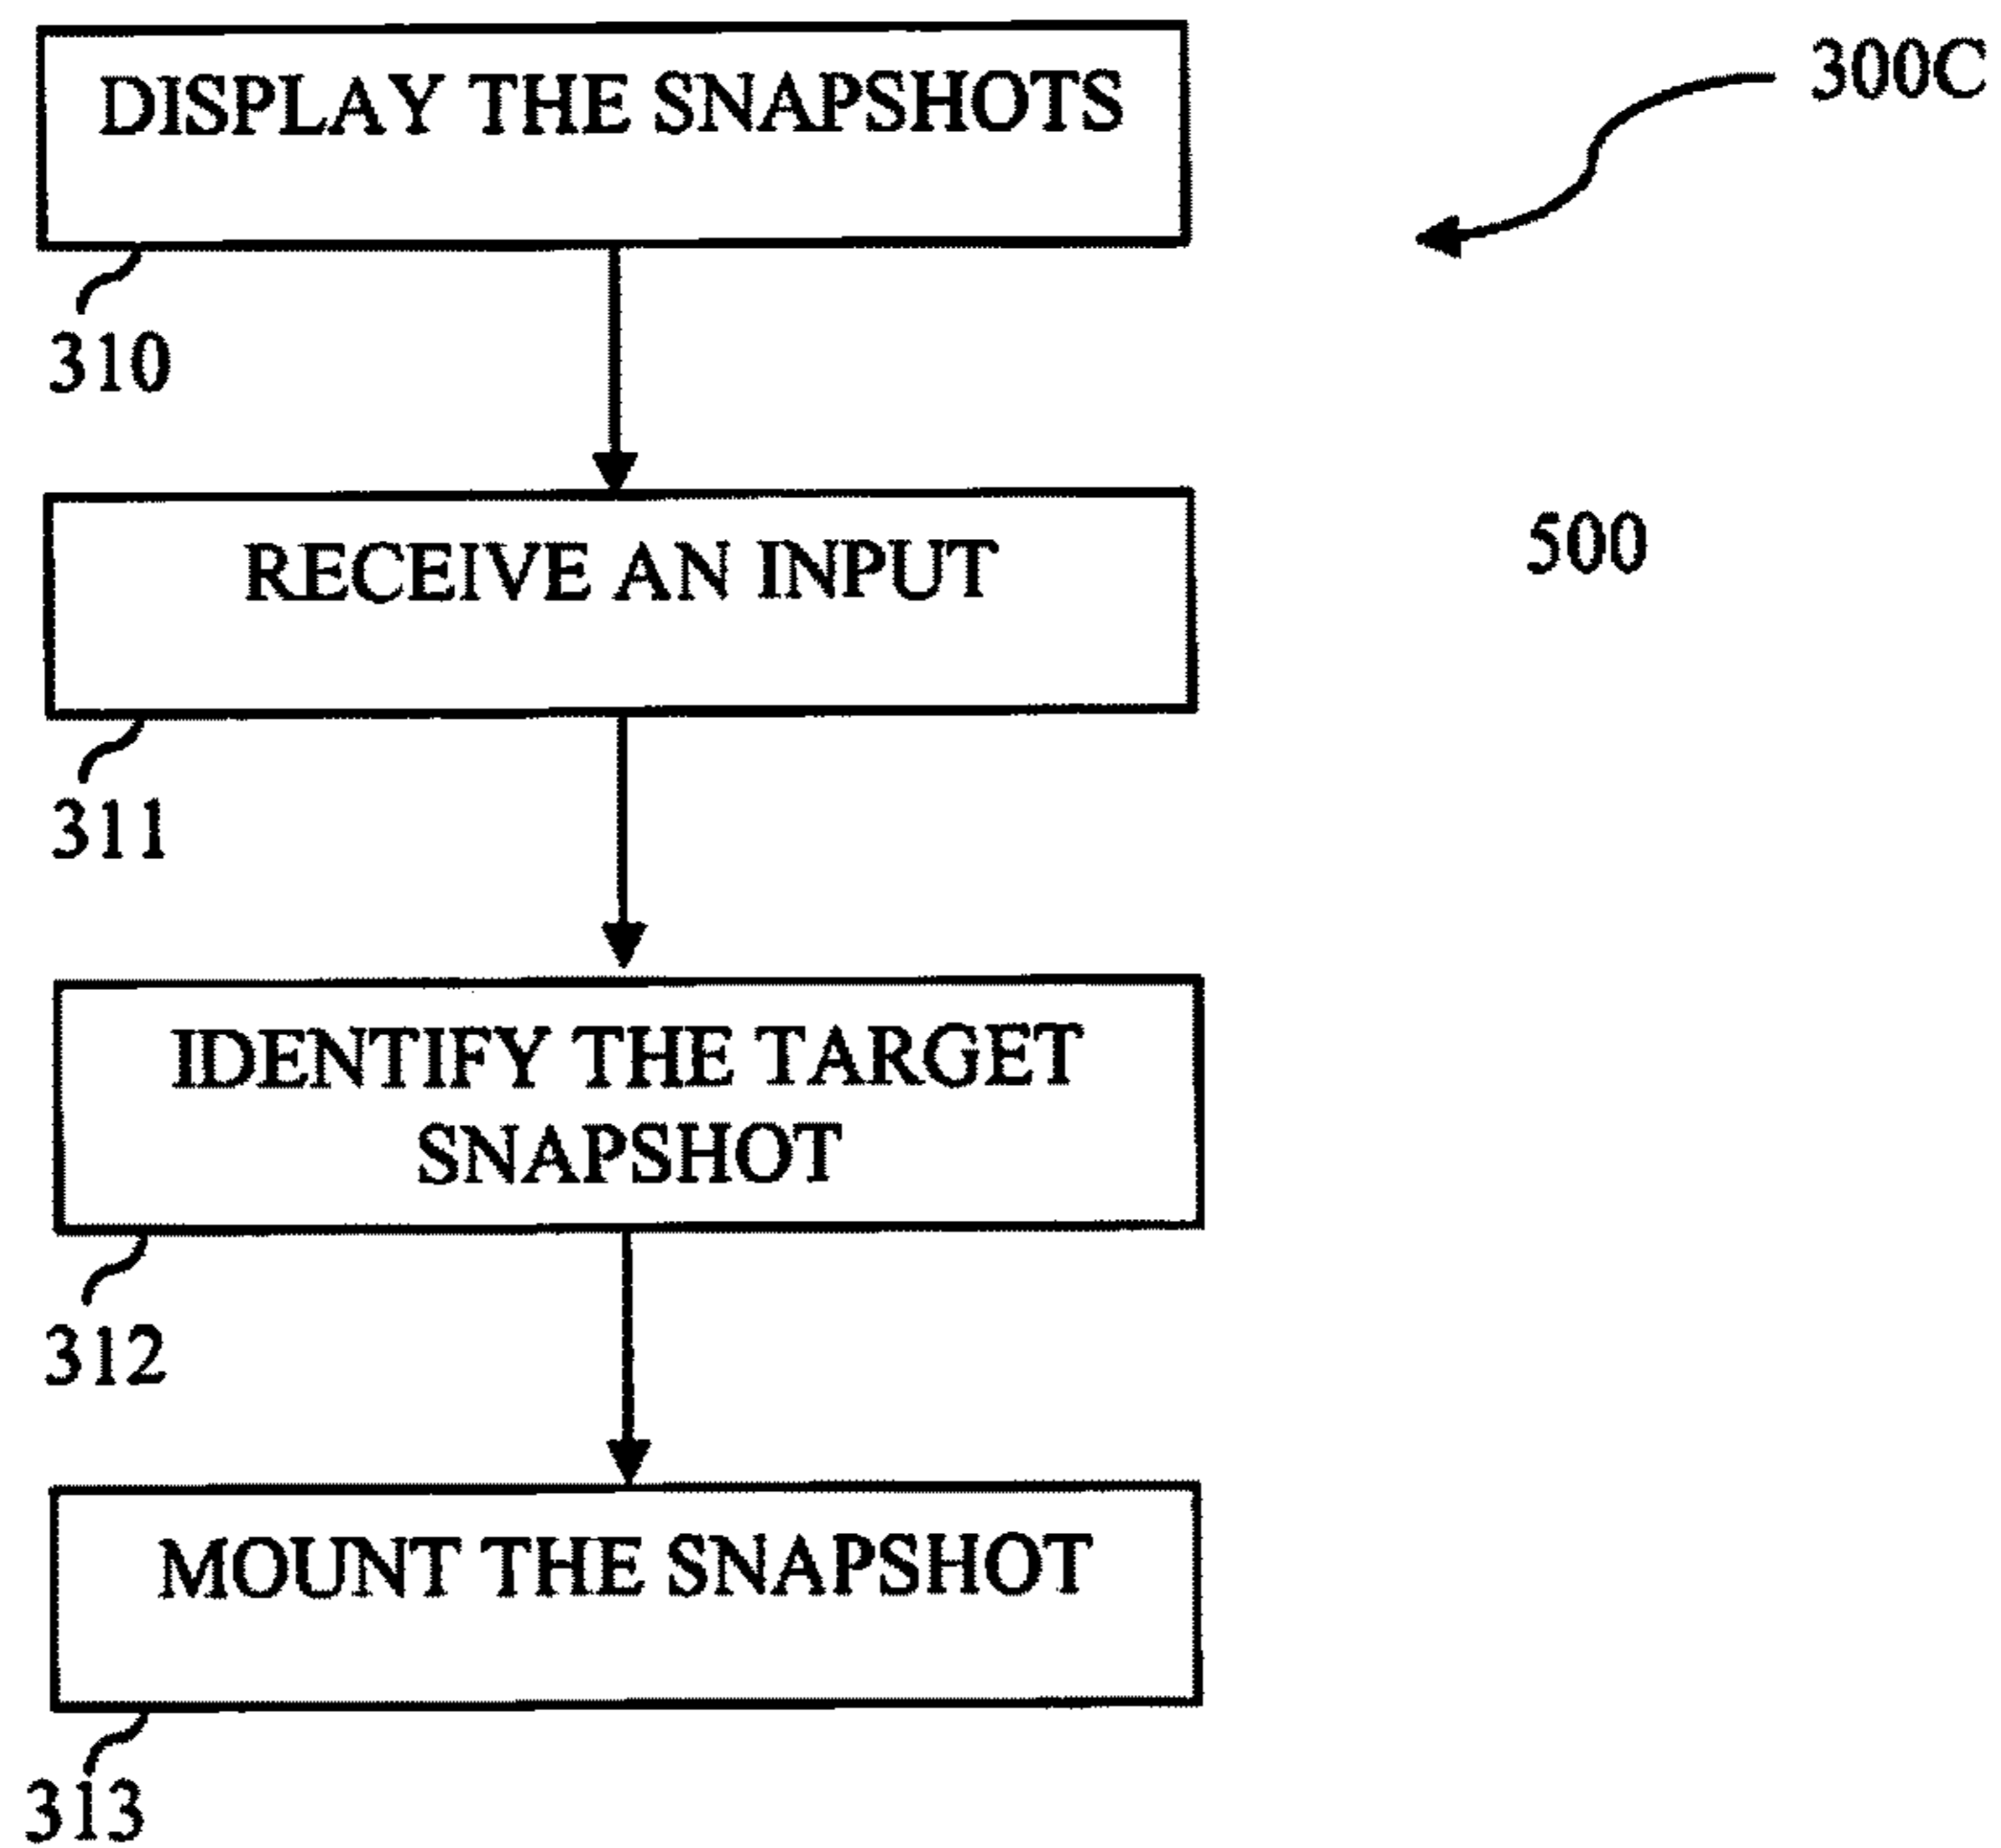 DISPLAY THE SNAPSHOTS
300C
310
RECEIVE AN INPUT
500
311
IDENTIFY THE TARGET
SNAPSHOT
312
MOUNT THE SNAPSHOT
313